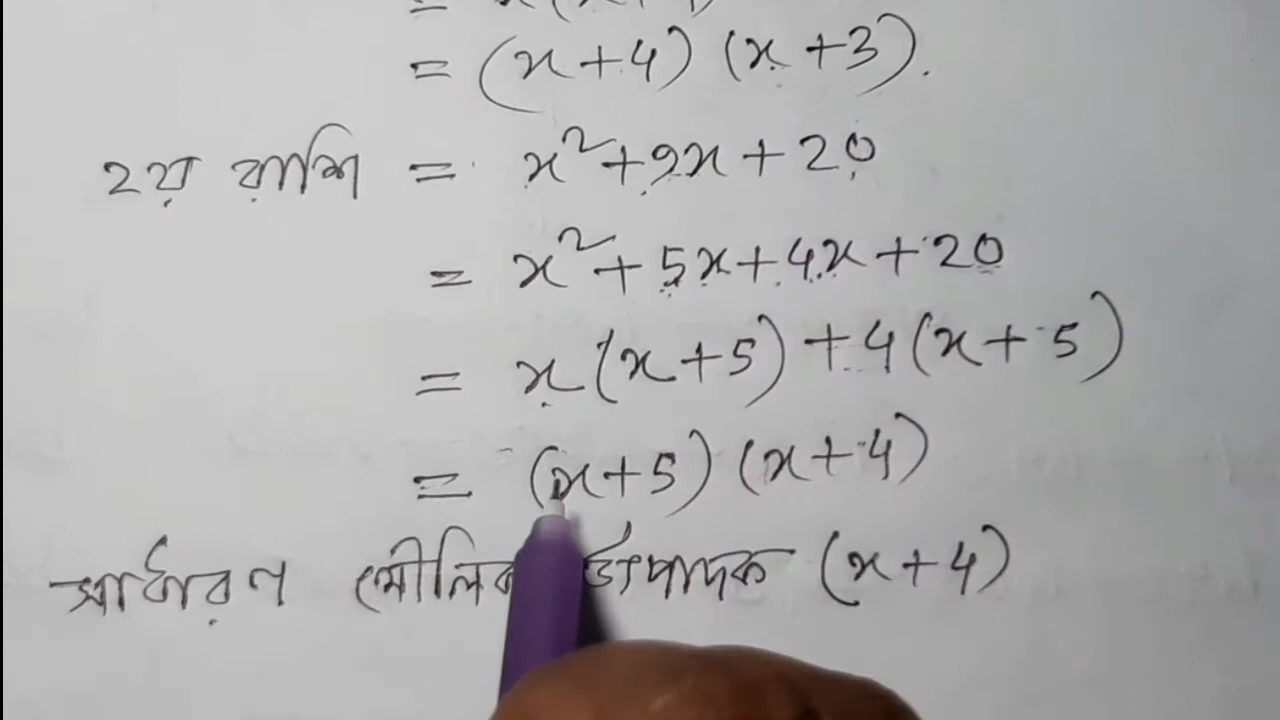 = (x+4) (x+3).
২য় রাশি = x²+9x+20
= x²+5x+4x+20
= x(x+5)+4(x+5)
= (x+5) (x+4)
সাধারণ মৌলিক উৎপাদক (x+4)